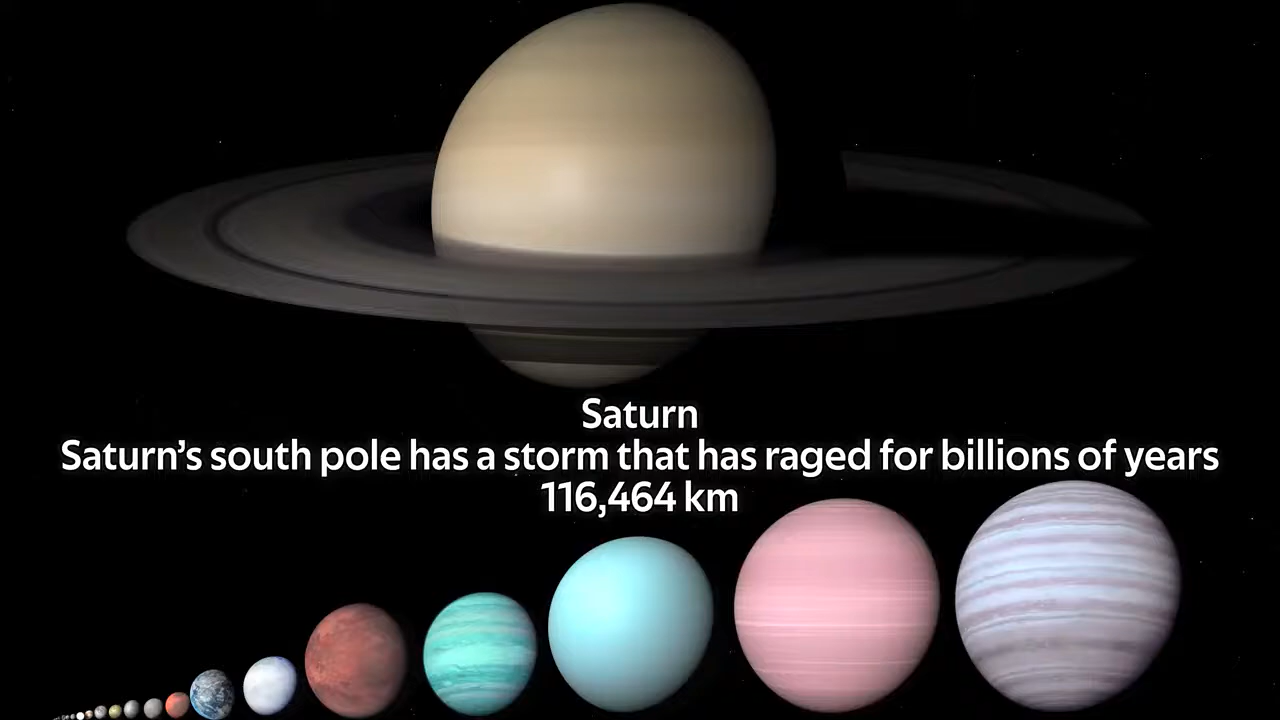 Saturn
Saturn’s south pole has a storm that has raged for billions of years
116,464 km